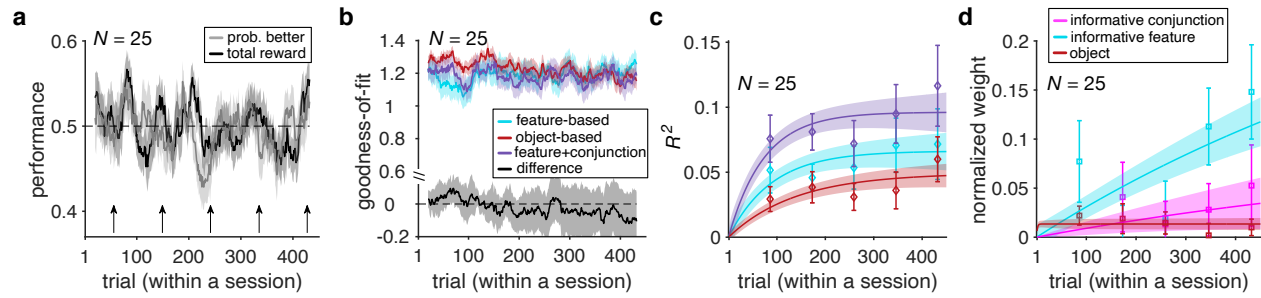 a
N = 25
prob. better
total reward
performance
0.6
0.5
0.4
1 100 200 300 400
trial (within a session)
b
N = 25
goodness-of-fit
1.4
1.2
1
0
-0.2
feature-based
object-based
feature+conjunction
difference
1 100 200 300 400
trial (within a session)
c
N = 25
R²
0.15
0.1
0.05
0
1 100 200 300 400
trial (within a session)
d
informative conjunction
informative feature
object
N = 25
normalized weight
0.2
0.15
0.1
0.05
0
1 100 200 300 400
trial (within a session)